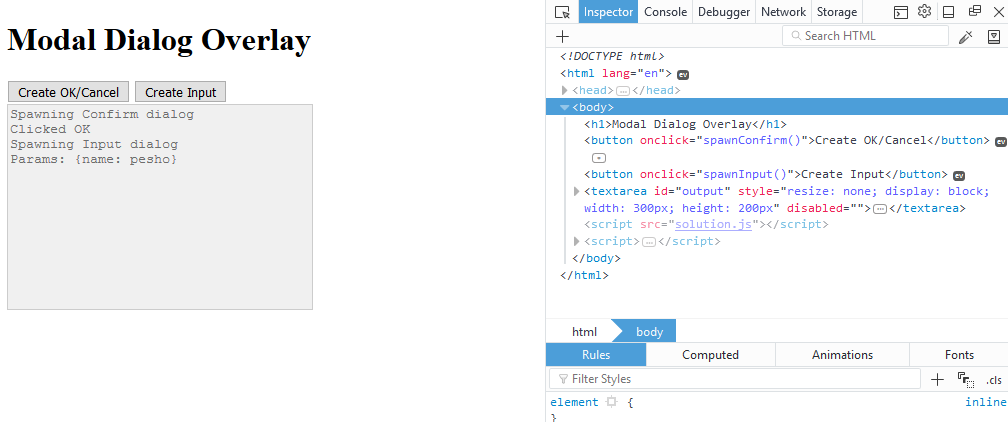 Modal Dialog Overlay
Create OK/Cancel Create Input
Spawning Confirm dialog
Clicked OK
Spawning Input dialog
Params: {name: pesho}
Inspector Console Debugger Network Storage
Search HTML
<!DOCTYPE html>
<html lang="en"> ev
<head> … </head>
<body>
<h1>Modal Dialog Overlay</h1>
<button onclick="spawnConfirm()">Create OK/Cancel</button> ev
<button onclick="spawnInput()">Create Input</button> ev
<textarea id="output" style="resize: none; display: block;
width: 300px; height: 200px" disabled=""> … </textarea>
<script src="solution.js"></script>
<script> … </script>
</body>
</html>
html body
Rules Computed Animations Fonts
Filter Styles .cls
element { inline
}